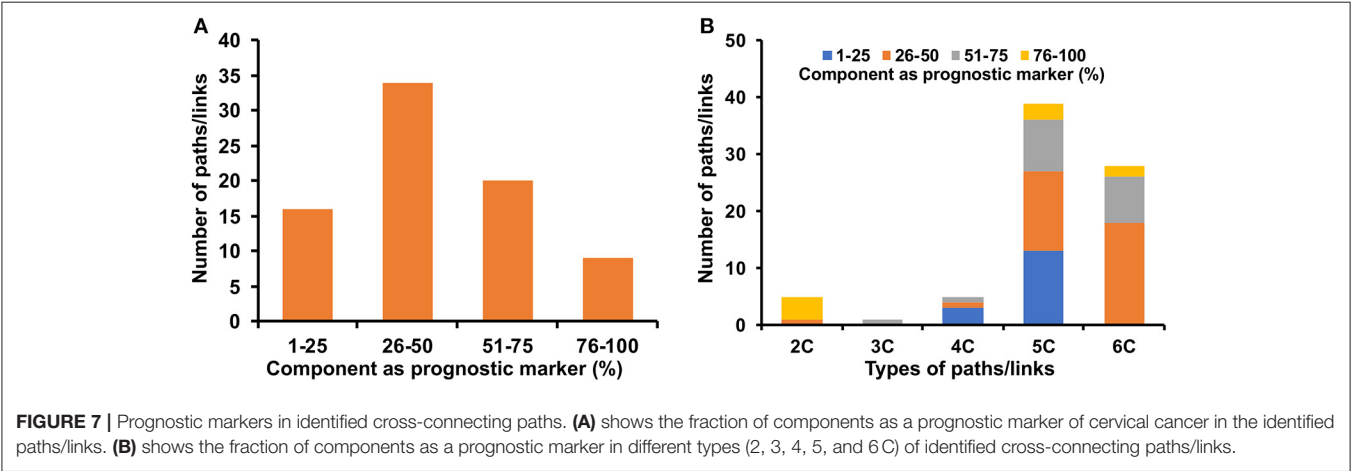 A
Number of paths/links
40
35
30
25
20
15
10
5
0
1-25 26-50 51-75 76-100
Component as prognostic marker (%)
B
Number of paths/links
50
40
30
20
10
0
1-25 26-50 51-75 76-100
Component as prognostic marker (%)
2C 3C 4C 5C 6C
Types of paths/links
FIGURE 7 | Prognostic markers in identified cross-connecting paths. (A) shows the fraction of components as a prognostic marker of cervical cancer in the identified
paths/links. (B) shows the fraction of components as a prognostic marker in different types (2, 3, 4, 5, and 6 C) of identified cross-connecting paths/links.